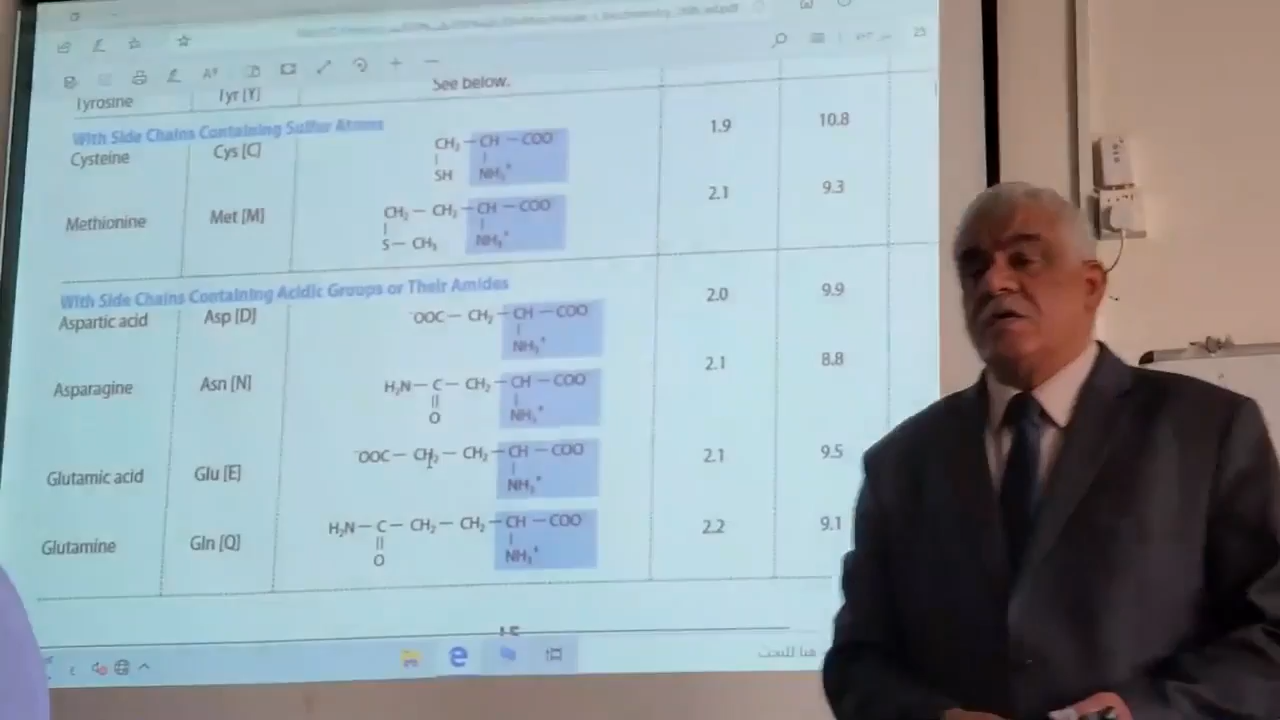 See below.
Tyrosine Tyr [Y]
With Side Chains Containing Sulfur Atoms
Cysteine Cys [C] CH₂ — CH — COO 1.9 10.8
SH NH₃⁺
Methionine Met [M] CH₂ — CH₂ — CH — COO 2.1 9.3
S — CH₃ NH₃⁺
With Side Chains Containing Acidic Groups or Their Amides
Aspartic acid Asp [D] ⁻OOC — CH₂ — CH — COO 2.0 9.9
NH₃⁺
Asparagine Asn [N] H₂N — C — CH₂ — CH — COO 2.1 8.8
O NH₃⁺
Glutamic acid Glu [E] ⁻OOC — CH₂ — CH₂ — CH — COO 2.1 9.5
NH₃⁺
Glutamine Gln [Q] H₂N — C — CH₂ — CH₂ — CH — COO 2.2 9.1
O NH₃⁺
هنا للبحث